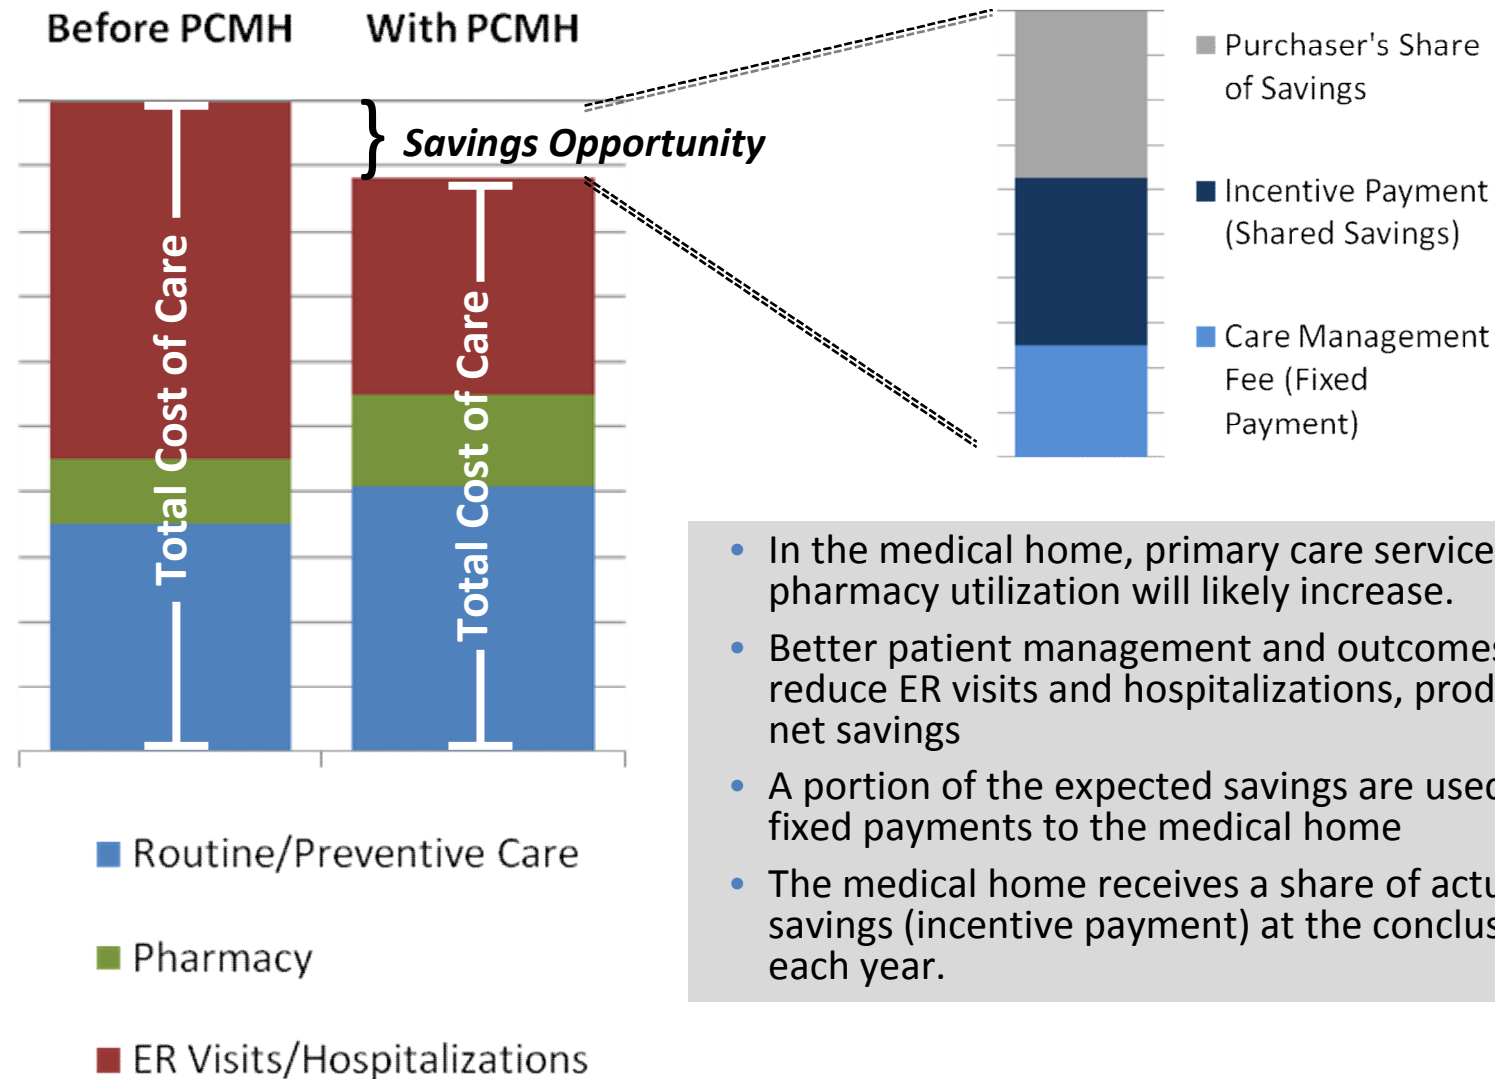 Before PCMH
With PCMH
Savings Opportunity
Total Cost of Care
Total Cost of Care
Routine/Preventive Care
Pharmacy
ER Visits/Hospitalizations
Purchaser's Share
of Savings
Incentive Payment
(Shared Savings)
Care Management
Fee (Fixed
Payment)
• In the medical home, primary care service
pharmacy utilization will likely increase.
• Better patient management and outcomes
reduce ER visits and hospitalizations, prod
net savings
• A portion of the expected savings are used
fixed payments to the medical home
• The medical home receives a share of actu
savings (incentive payment) at the conclus
each year.